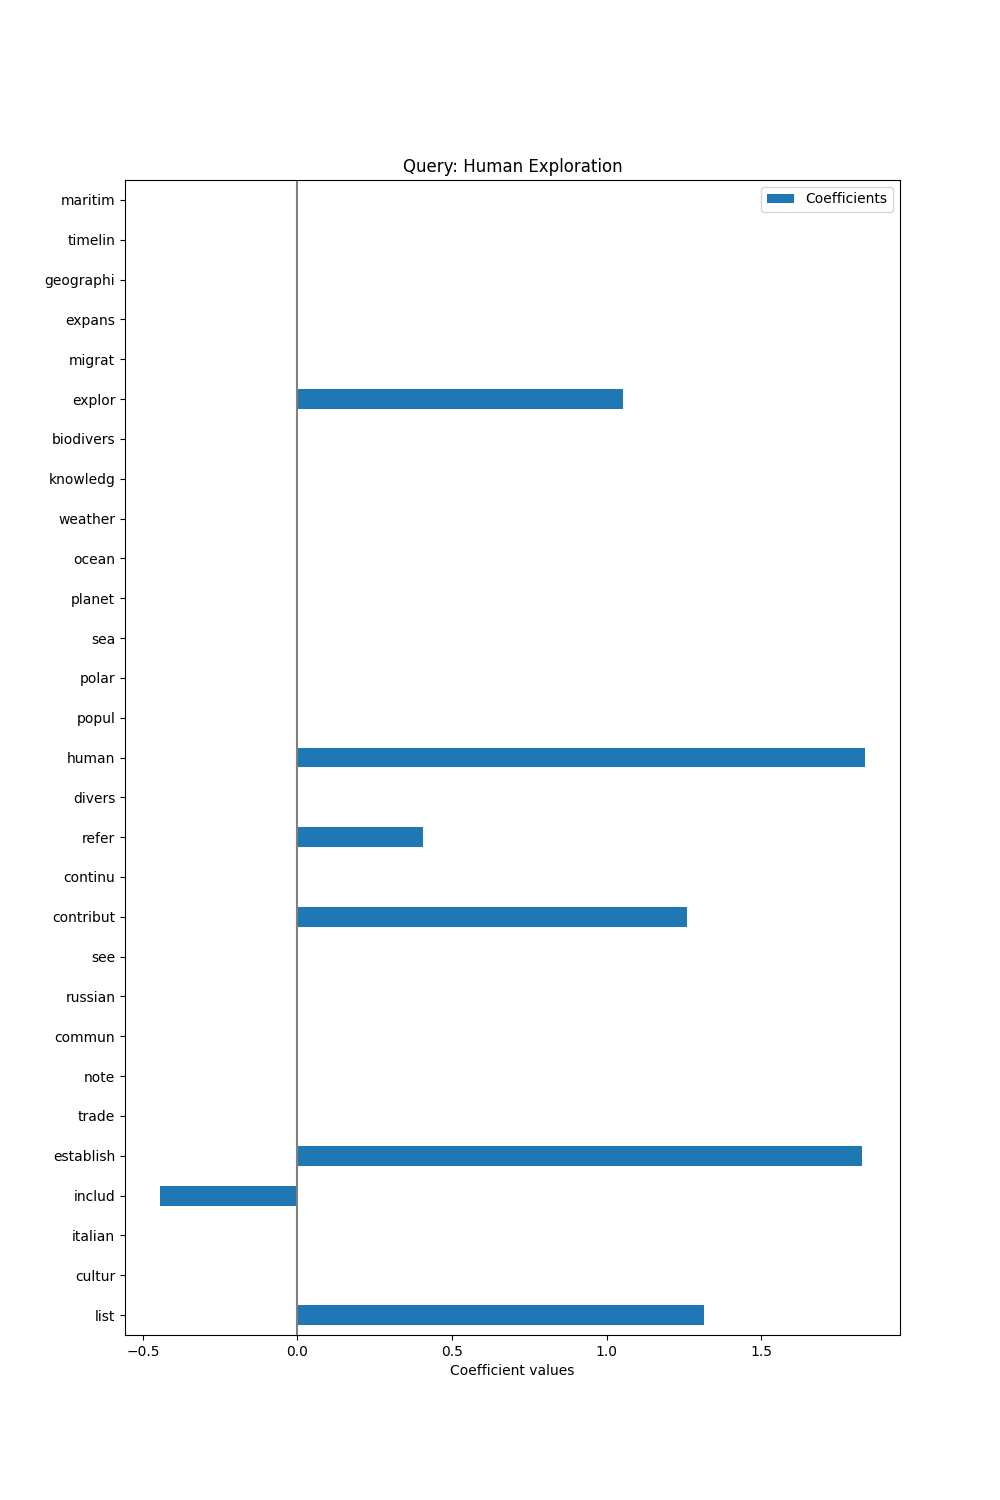 Query: Human Exploration
Coefficients
maritim
timelin
geographi
expans
migrat
explor
biodivers
knowledg
weather
ocean
planet
sea
polar
popul
human
divers
refer
continu
contribut
see
russian
commun
note
trade
establish
includ
italian
cultur
list
−0.5 0.0 0.5 1.0 1.5
Coefficient values